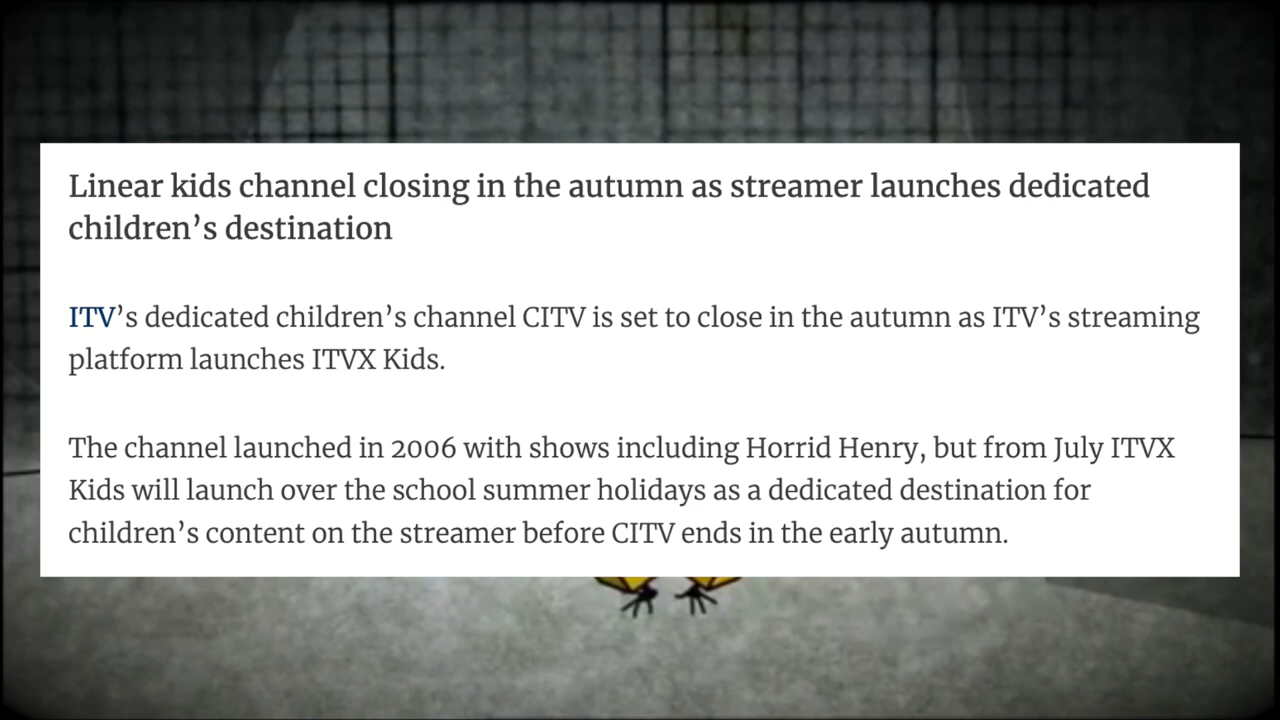 Linear kids channel closing in the autumn as streamer launches dedicated
children’s destination
ITV’s dedicated children’s channel CITV is set to close in the autumn as ITV’s streaming
platform launches ITVX Kids.
The channel launched in 2006 with shows including Horrid Henry, but from July ITVX
Kids will launch over the school summer holidays as a dedicated destination for
children’s content on the streamer before CITV ends in the early autumn.